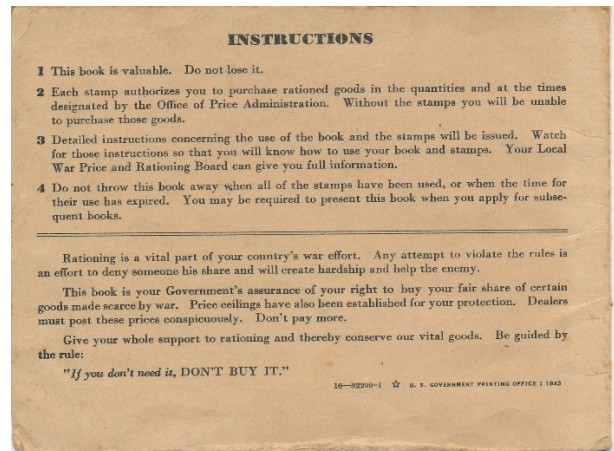 INSTRUCTIONS
1 This book is valuable. Do not lose it.
2 Each stamp authorizes you to purchase rationed goods in the quantities and at the times
designated by the Office of Price Administration. Without the stamps you will be unable
to purchase those goods.
3 Detailed instructions concerning the use of the book and the stamps will be issued. Watch
for those instructions so that you will know how to use your book and stamps. Your Local
War Price and Rationing Board can give you full information.
4 Do not throw this book away when all of the stamps have been used, or when the time for
their use has expired. You may be required to present this book when you apply for subse-
quent books.
Rationing is a vital part of your country's war effort. Any attempt to violate the rules is
an effort to deny someone his share and will create hardship and help the enemy.
This book is your Government's assurance of your right to buy your fair share of certain
goods made scarce by war. Price ceilings have also been established for your protection. Dealers
must post these prices conspicuously. Don't pay more.
Give your whole support to rationing and thereby conserve our vital goods. Be guided by
the rule:
"If you don't need it, DON'T BUY IT."
16—32299-1 ☆ U. S. GOVERNMENT PRINTING OFFICE : 1943